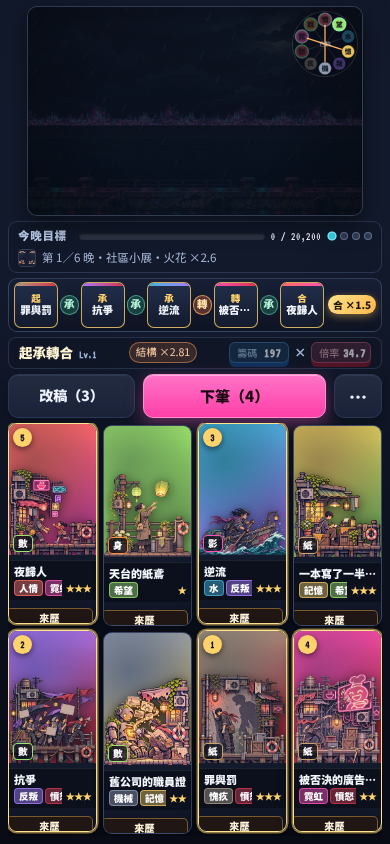 望
憶
機
今晚目標
0 / 20,200
第 1／6 晚・社區小展・火花 ×2.6
起
罪與罰
承
承
抗爭
承
承
逆流
轉
轉
被否…
承
合
夜歸人
合 ×1.5
起承轉合 Lv.1
結構 ×2.81
籌碼 197
×
倍率 34.7
改稿（3）
下筆（4）
…
5
數
夜歸人
人情
★★★
來歷
身
天台的紙鳶
希望
★
來歷
3
影
逆流
水
反叛
★★★
來歷
紙
一本寫了一半…
記憶
★★★
來歷
2
數
抗爭
反叛
★★★
來歷
數
舊公司的職員證
機械
記憶
★★
來歷
1
紙
罪與罰
愧疚
★★★
來歷
4
紙
被否決的廣告…
霓虹
憤怒
★★★
來歷